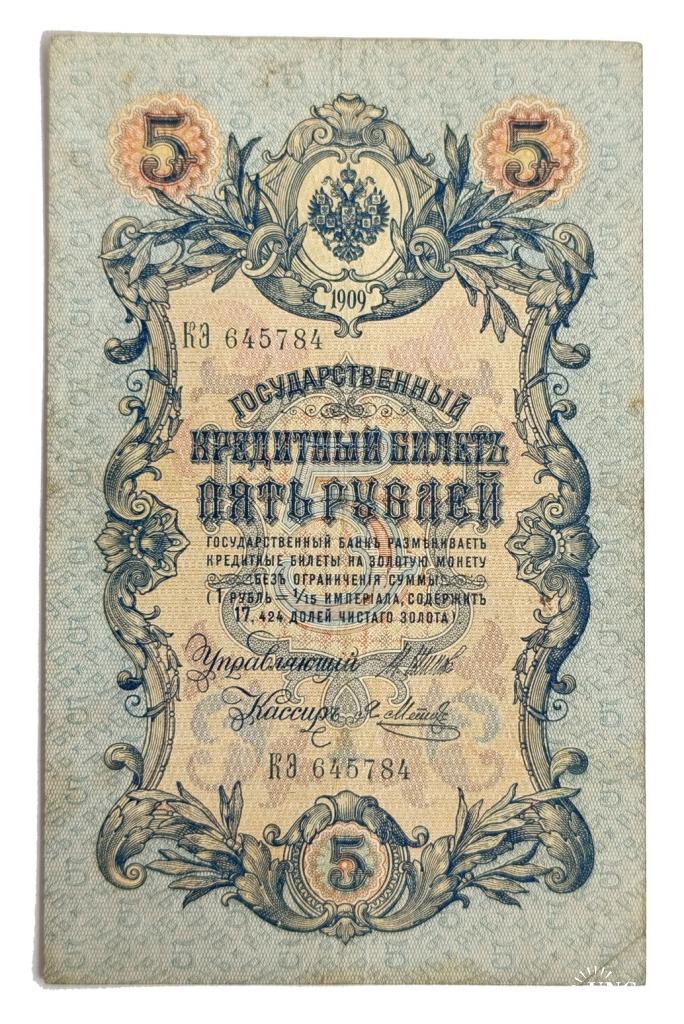 5 5
1909
КЭ 645784
ГОСУДАРСТВЕННЫЙ
КРЕДИТНЫЙ БИЛЕТЪ
ПЯТЬ РУБЛЕЙ
ГОСУДАРСТВЕННЫЙ БАНКЪ РАЗМѢНИВАЕТЪ
КРЕДИТНЫЕ БИЛЕТЫ НА ЗОЛОТУЮ МОНЕТУ
БЕЗЪ ОГРАНИЧЕНІЯ СУММЫ
(1 РУБЛЬ = 1/15 ИМПЕРІАЛА, СОДЕРЖИТЪ
17,424 ДОЛЕЙ ЧИСТАГО ЗОЛОТА)
Управляющій
Кассиръ
КЭ 645784
5